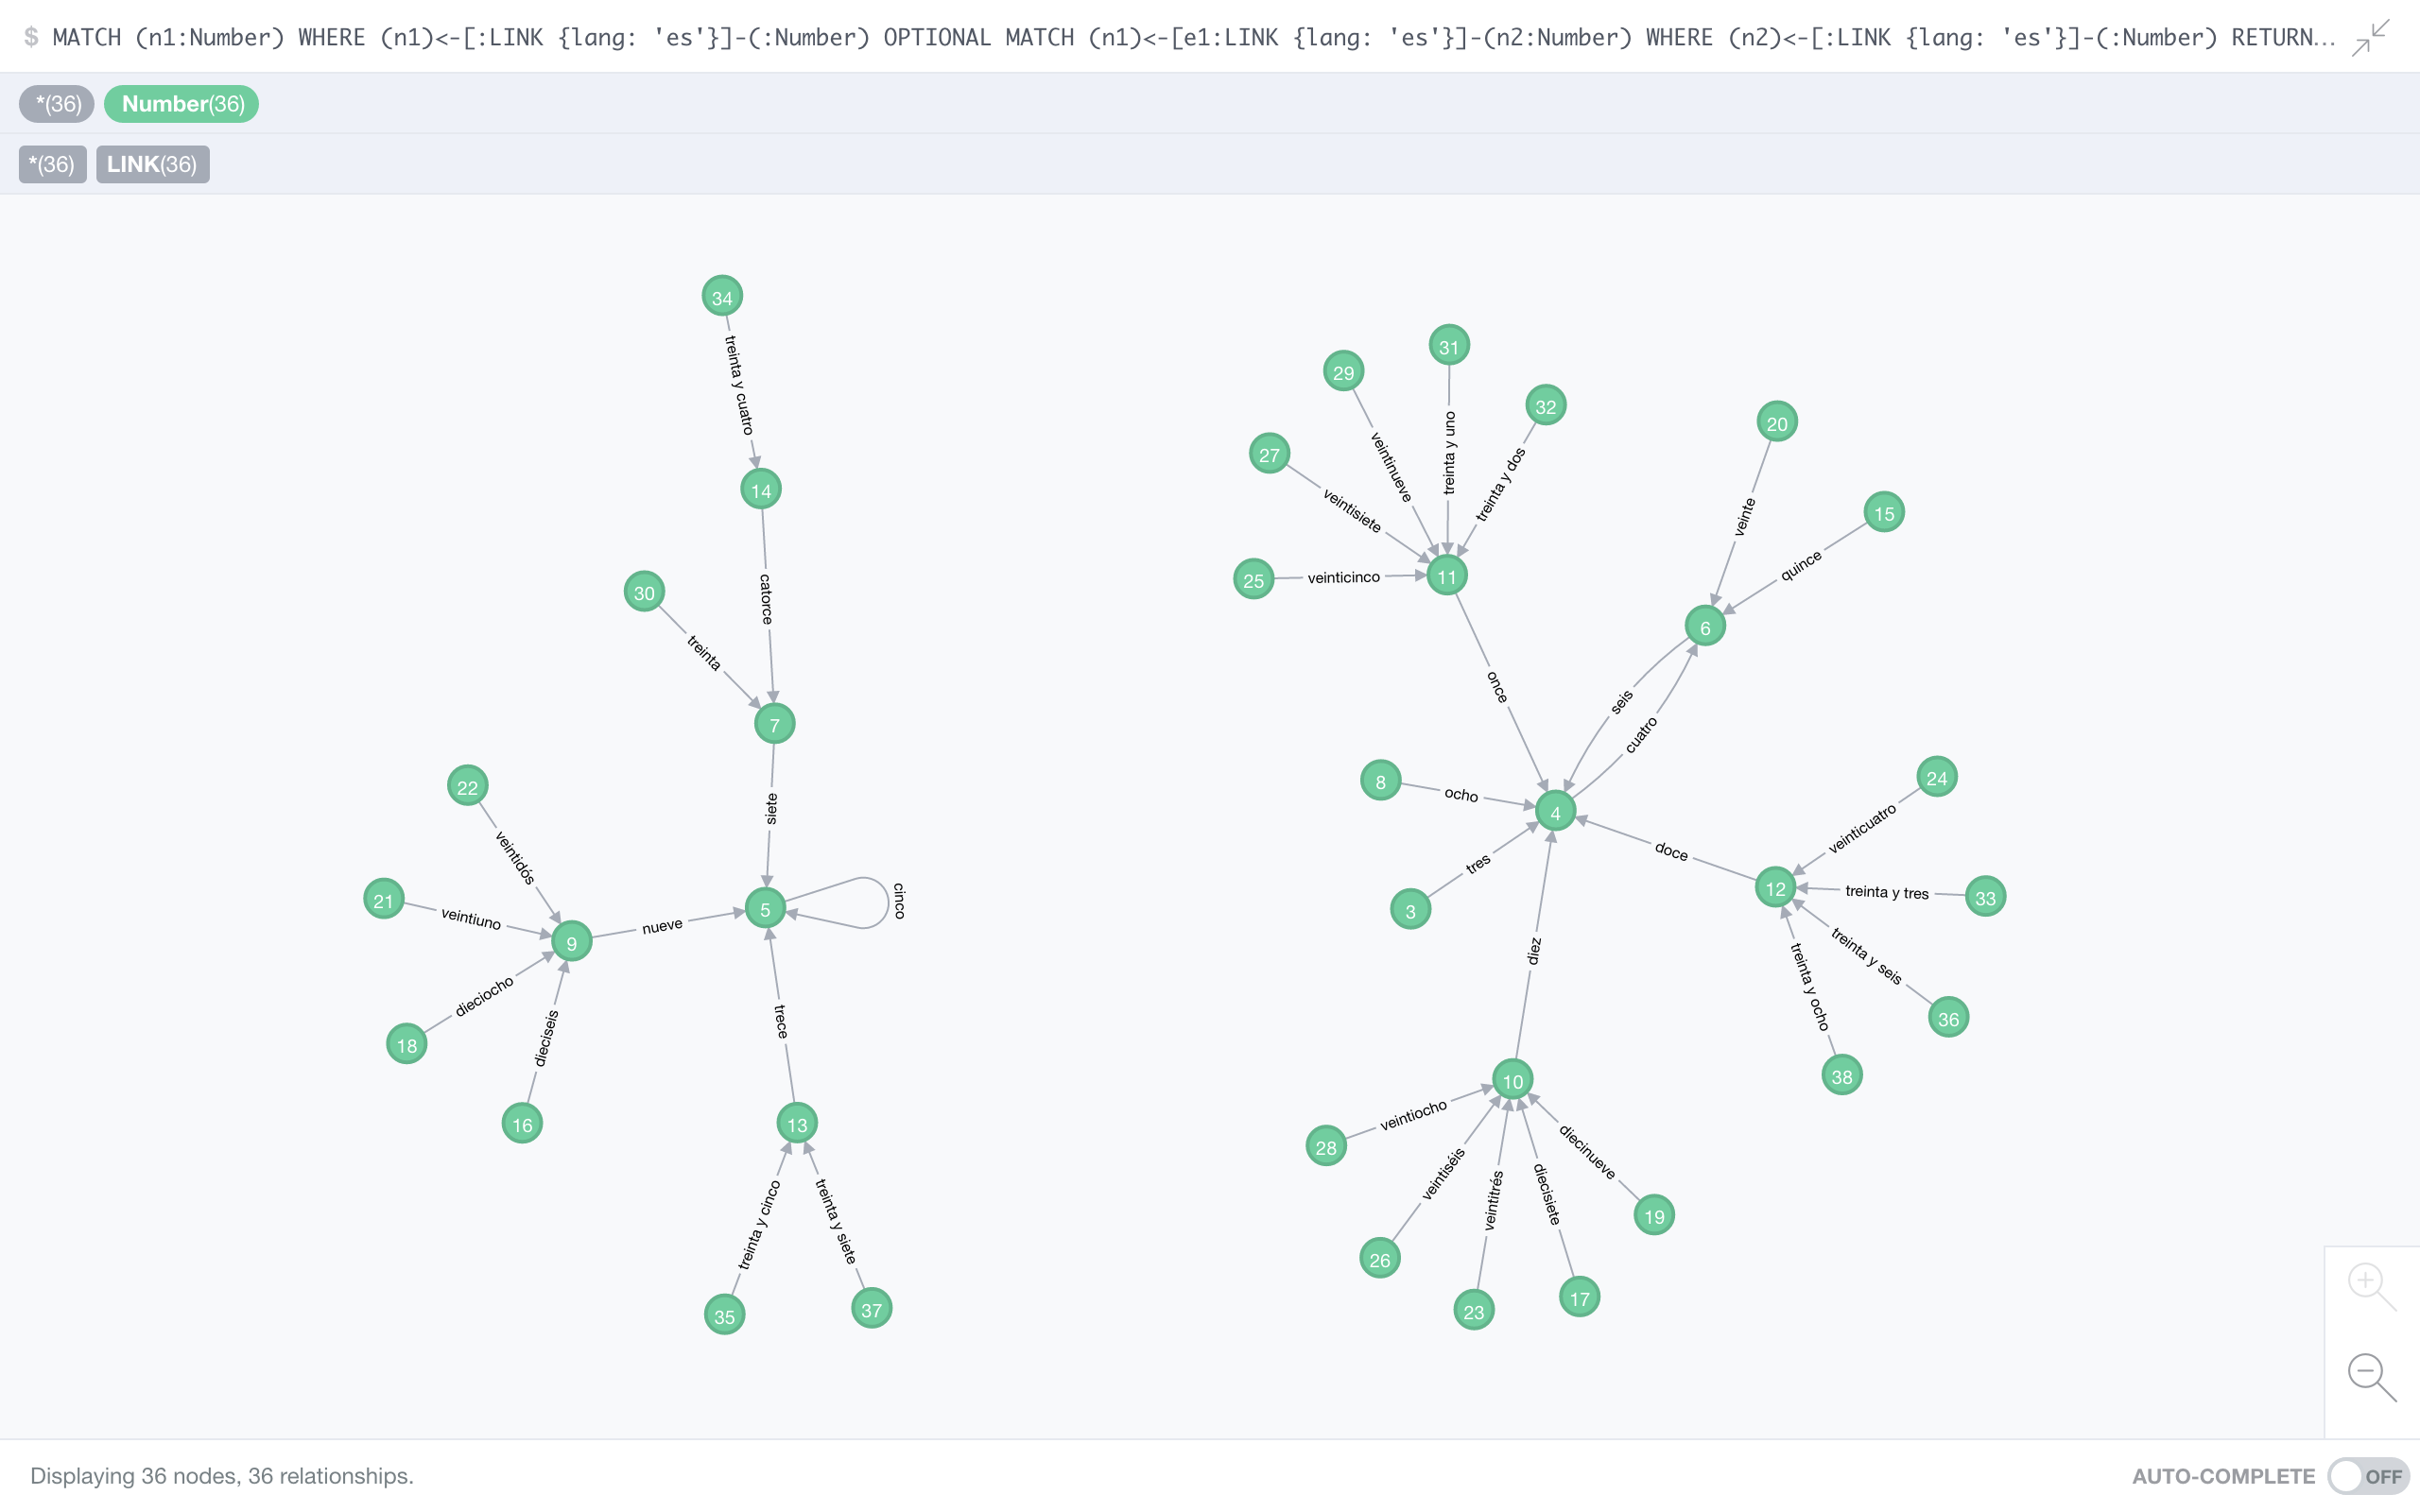 $ MATCH (n1:Number) WHERE (n1)<-[:LINK {lang: 'es'}]-(:Number) OPTIONAL MATCH (n1)<-[e1:LINK {lang: 'es'}]-(n2:Number) WHERE (n2)<-[:LINK {lang: 'es'}]-(:Number) RETURN...
*(36) Number(36)
*(36) LINK(36)
34
treinta y cuatro
14
catorce
30
treinta
7
siete
22
veintidós
21
veintiuno
9
nueve
5
cinco
18
dieciocho
16
dieciseis
trece
13
treinta y cinco
treinta y siete
35
37
31
29
32
27
veintinueve
treinta y uno
treinta y dos
veintisiete
25
veinticinco
11
once
20
veinte
15
quince
6
seis
cuatro
8
ocho
4
tres
3
doce
24
veinticuatro
12
treinta y tres
33
treinta y seis
treinta y ocho
36
38
diez
10
veintiocho
28
veintiséis
26
veintitrés
23
diecisiete
17
diecinueve
19
Displaying 36 nodes, 36 relationships.
AUTO-COMPLETE OFF